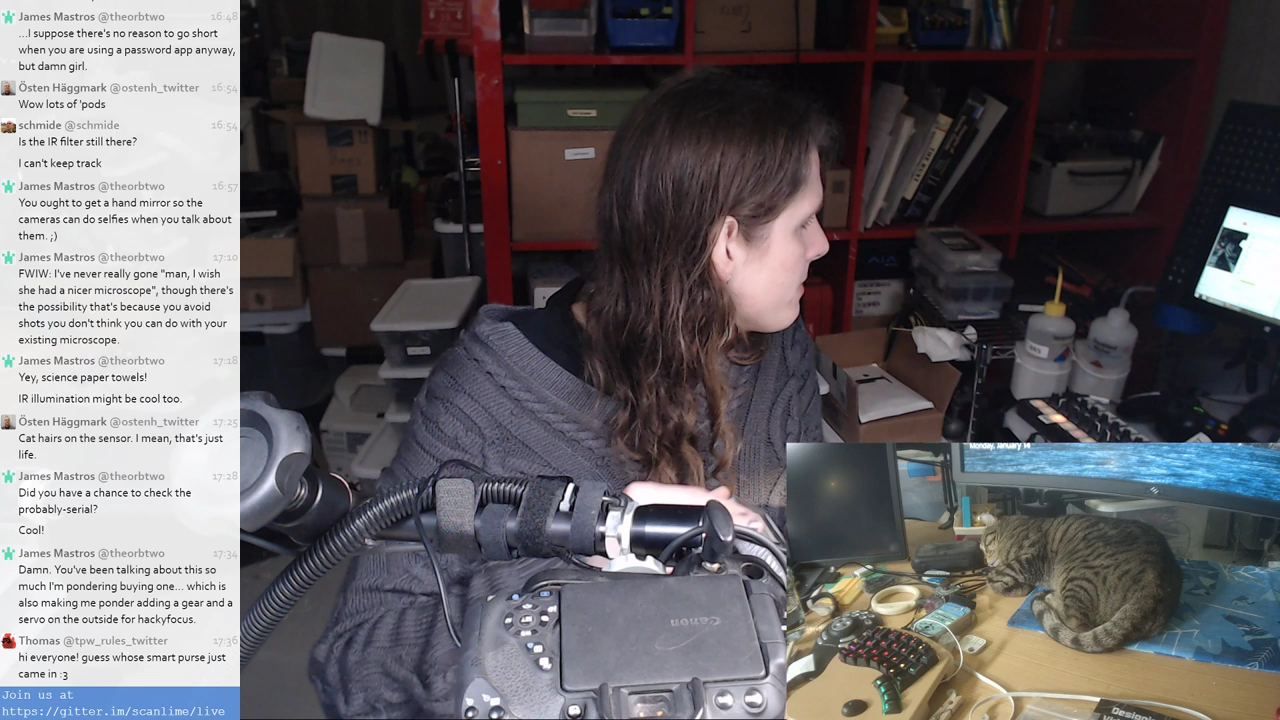 James Mastros @theorbtwo 16:48
...I suppose there's no reason to go short
when you are using a password app anyway,
but damn girl.
Östen Häggmark @ostenh_twitter 16:54
Wow lots of 'pods
schmide @schmide 16:54
Is the IR filter still there?
I can't keep track
James Mastros @theorbtwo 16:57
You ought to get a hand mirror so the
cameras can do selfies when you talk about
them. ;)
James Mastros @theorbtwo 17:10
FWIW: I've never really gone "man, I wish
she had a nicer microscope", though there's
the possibility that's because you avoid
shots you don't think you can do with your
existing microscope.
James Mastros @theorbtwo 17:18
Yey, science paper towels!
IR illumination might be cool too.
Östen Häggmark @ostenh_twitter 17:25
Cat hairs on the sensor. I mean, that's just
life.
James Mastros @theorbtwo 17:28
Did you have a chance to check the
probably-serial?
Cool!
James Mastros @theorbtwo 17:34
Damn. You've been talking about this so
much I'm pondering buying one... which is
also making me ponder adding a gear and a
servo on the outside for hackyfocus.
Thomas @tpw_rules_twitter 17:36
hi everyone! guess whose smart purse just
came in :3
Join us at
https://gitter.im/scanlime/live
Canon
Monday, January 14